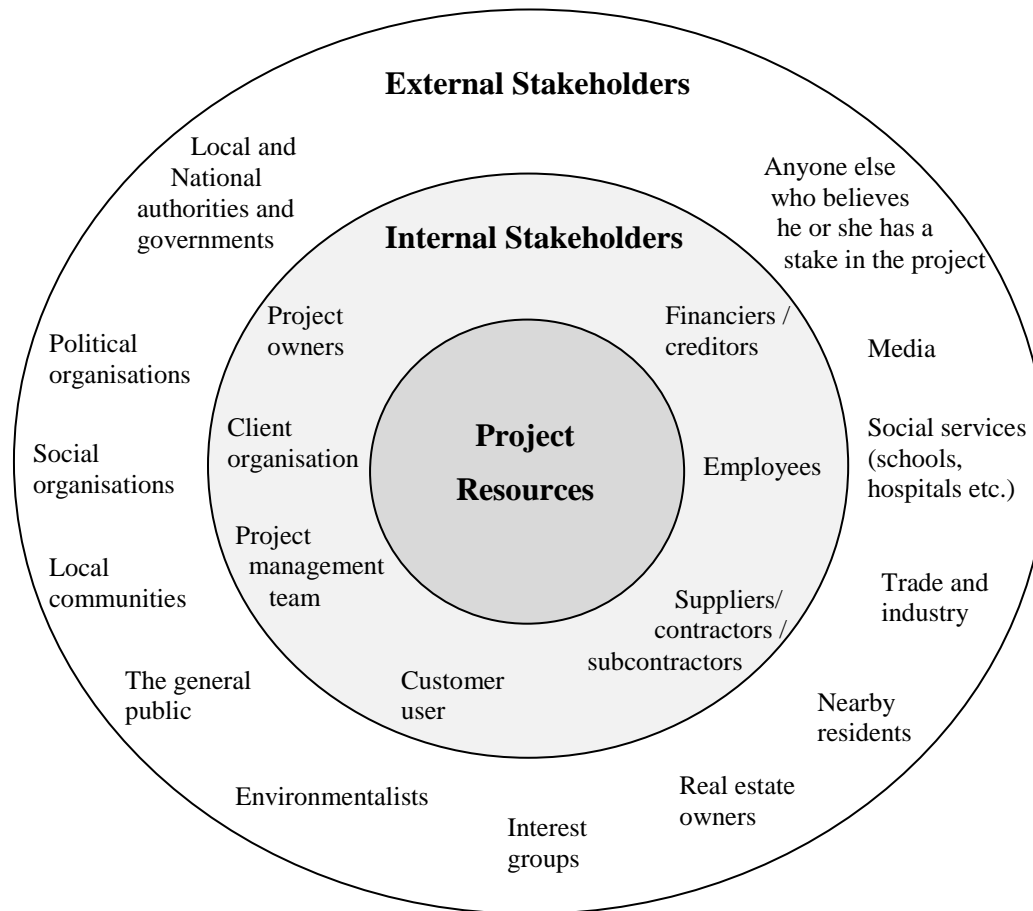 External Stakeholders
Local and
National
authorities and
governments
Anyone else
who believes
he or she has a
stake in the project
Internal Stakeholders
Project
owners
Financiers /
creditors
Political
organisations
Media
Client
organisation
Project
Resources
Employees
Social
organisations
Social services
(schools,
hospitals etc.)
Project
management
team
Local
communities
Suppliers/
contractors /
subcontractors
Trade and
industry
The general
public
Customer
user
Nearby
residents
Environmentalists
Interest
groups
Real estate
owners